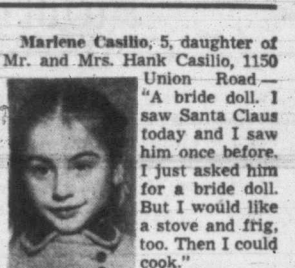 Marlene Casilio, 5, daughter of
Mr. and Mrs. Hank Casilio, 1150
Union Road—
"A bride doll. I
saw Santa Claus
today and I saw
him once before.
I just asked him
for a bride doll.
But I would like
a stove and frig,
too. Then I could
cook."